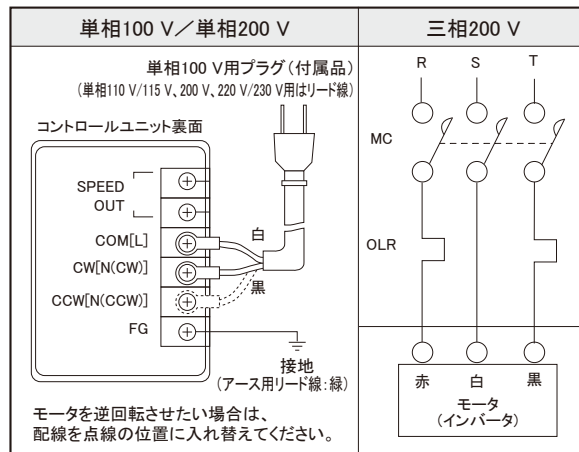 単相100 V／単相200 V
単相100 V用プラグ（付属品）
（単相110 V/115 V、200 V、220 V/230 V用はリード線）
コントロールユニット裏面
SPEED
OUT
COM[L]
CW[N(CW)]
CCW[N(CCW)]
FG
白
黒
接地
（アース用リード線：緑）
モータを逆回転させたい場合は、
配線を点線の位置に入れ替えてください。
三相200 V
R S T
MC
OLR
赤 白 黒
モータ
（インバータ）